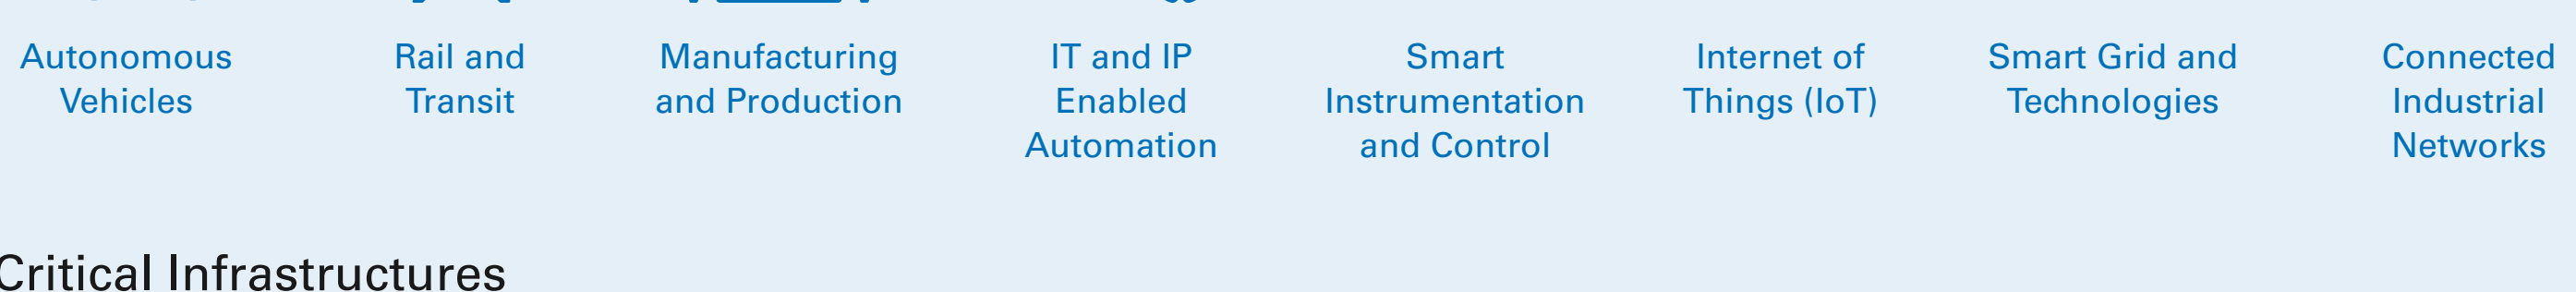 Autonomous
Vehicles
Rail and
Transit
Manufacturing
and Production
IT and IP
Enabled
Automation
Smart
Instrumentation
and Control
Internet of
Things (IoT)
Smart Grid and
Technologies
Connected
Industrial
Networks
Critical Infrastructures